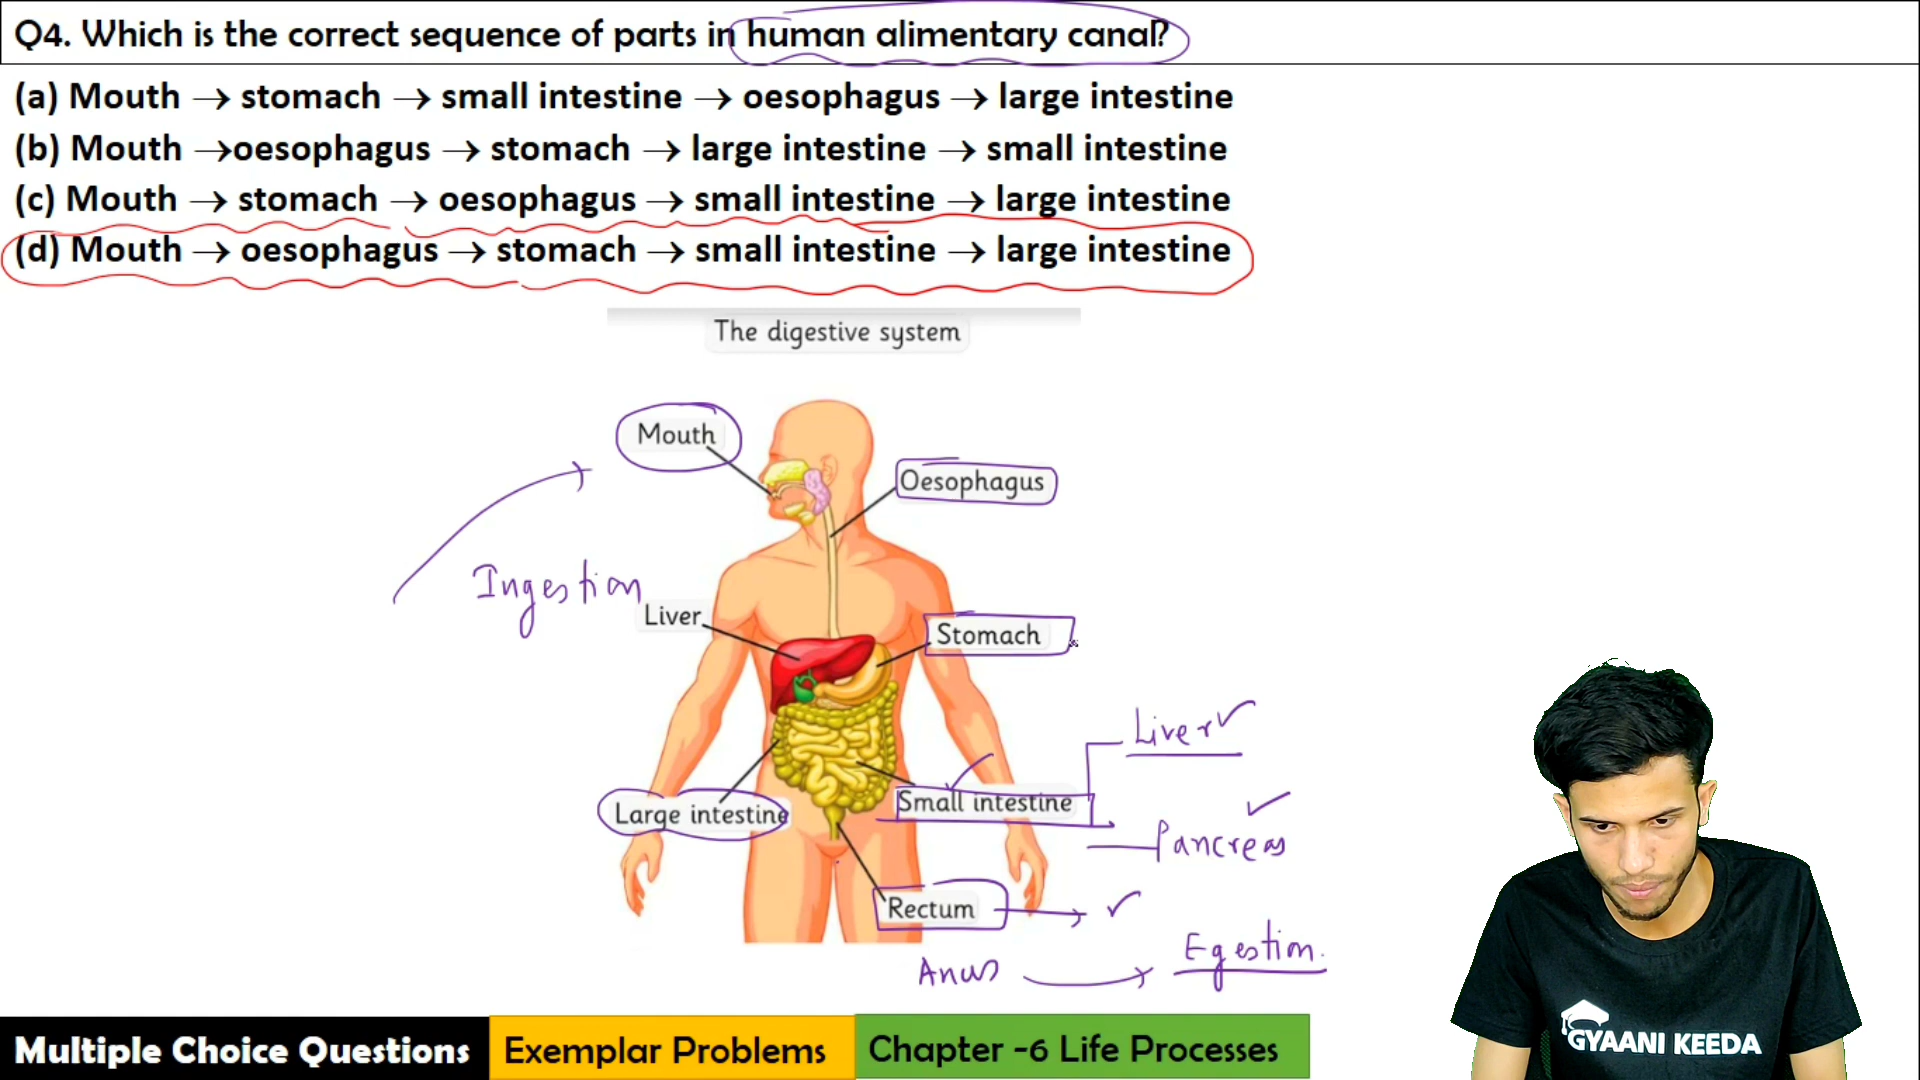 Q4. Which is the correct sequence of parts in human alimentary canal?
(a) Mouth → stomach → small intestine → oesophagus → large intestine
(b) Mouth →oesophagus → stomach → large intestine → small intestine
(c) Mouth → stomach → oesophagus → small intestine → large intestine
(d) Mouth → oesophagus → stomach → small intestine → large intestine
The digestive system
Mouth
Oesophagus
Ingestion
Liver
Stomach
Liver
Large intestine
Small intestine
Pancreas
Rectum
Egestion.
Anus
GYAANI KEEDA
Multiple Choice Questions
Exemplar Problems
Chapter -6 Life Processes